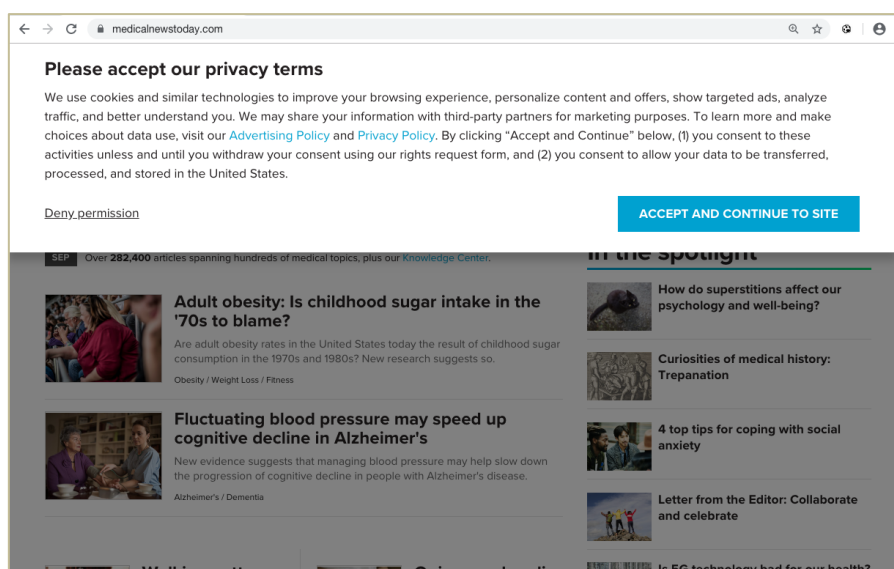 medicalnewstoday.com
Please accept our privacy terms
We use cookies and similar technologies to improve your browsing experience, personalize content and offers, show targeted ads, analyze
traffic, and better understand you. We may share your information with third-party partners for marketing purposes. To learn more and make
choices about data use, visit our Advertising Policy and Privacy Policy. By clicking “Accept and Continue” below, (1) you consent to these
activities unless and until you withdraw your consent using our rights request form, and (2) you consent to allow your data to be transferred,
processed, and stored in the United States.
Deny permission
ACCEPT AND CONTINUE TO SITE
SEP
Over 282,400 articles spanning hundreds of medical topics, plus our Knowledge Center.
Adult obesity: Is childhood sugar intake in the
'70s to blame?
Are adult obesity rates in the United States today the result of childhood sugar
consumption in the 1970s and 1980s? New research suggests so.
Obesity / Weight Loss / Fitness
Fluctuating blood pressure may speed up
cognitive decline in Alzheimer's
New evidence suggests that managing blood pressure may help slow down
the progression of cognitive decline in people with Alzheimer's disease.
Alzheimer's / Dementia
In the spotlight
How do superstitions affect our
psychology and well-being?
Curiosities of medical history:
Trepanation
4 top tips for coping with social
anxiety
Letter from the Editor: Collaborate
and celebrate
Is 5G technology bad for our health?